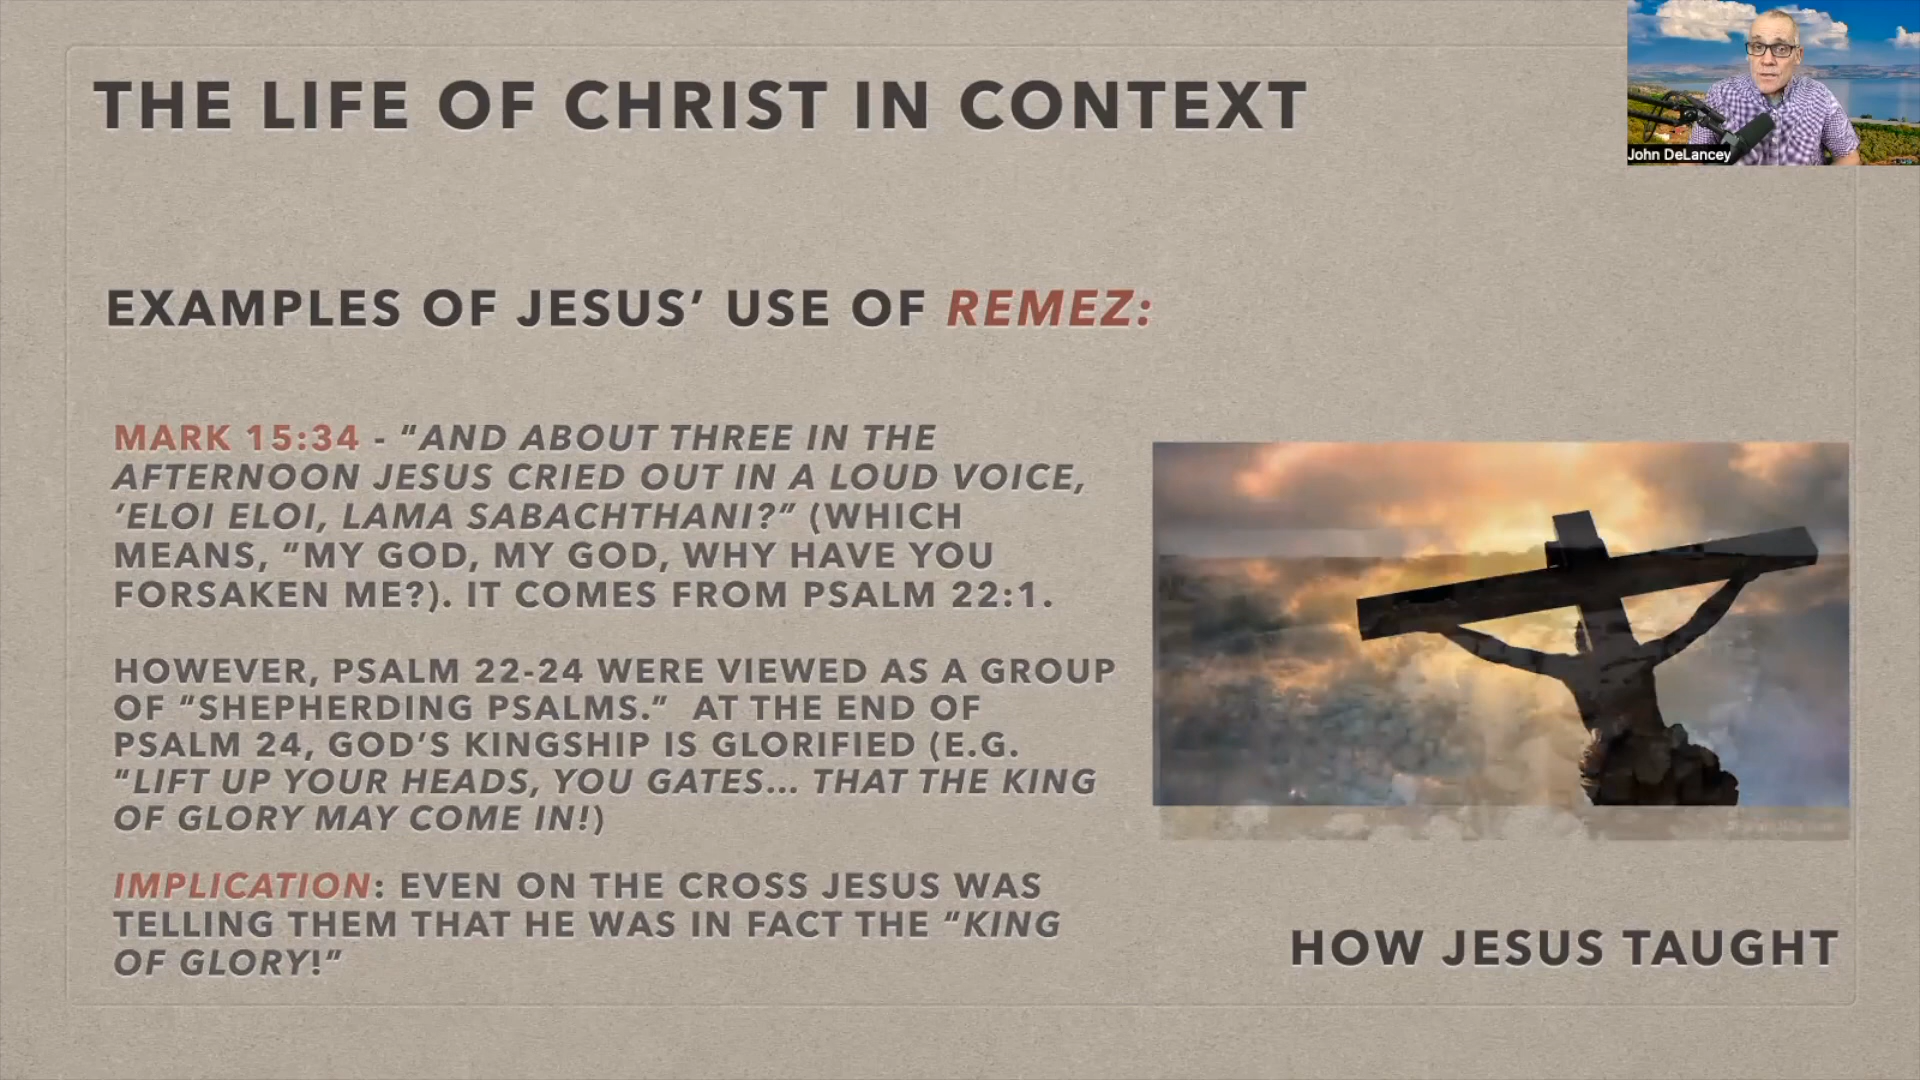 THE LIFE OF CHRIST IN CONTEXT
John DeLancey
EXAMPLES OF JESUS’ USE OF REMEZ:
MARK 15:34 - “AND ABOUT THREE IN THE
AFTERNOON JESUS CRIED OUT IN A LOUD VOICE,
‘ELOI ELOI, LAMA SABACHTHANI?” (WHICH
MEANS, “MY GOD, MY GOD, WHY HAVE YOU
FORSAKEN ME?). IT COMES FROM PSALM 22:1.
HOWEVER, PSALM 22-24 WERE VIEWED AS A GROUP
OF “SHEPHERDING PSALMS.” AT THE END OF
PSALM 24, GOD’S KINGSHIP IS GLORIFIED (E.G.
“LIFT UP YOUR HEADS, YOU GATES… THAT THE KING
OF GLORY MAY COME IN!)
IMPLICATION: EVEN ON THE CROSS JESUS WAS
TELLING THEM THAT HE WAS IN FACT THE “KING
OF GLORY!”
HOW JESUS TAUGHT